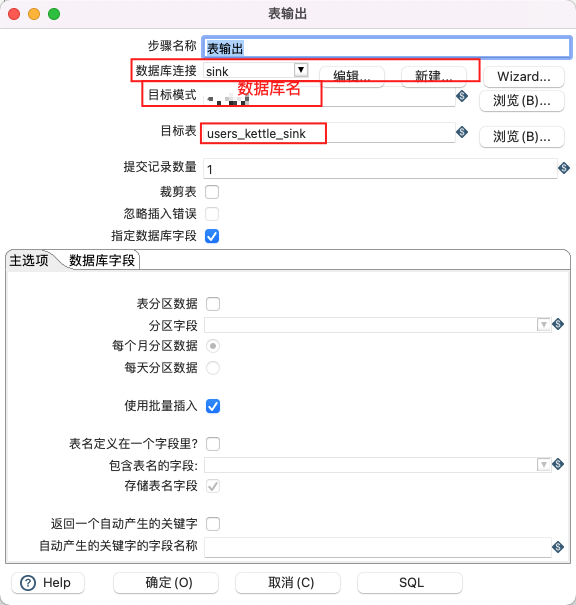 表输出
步骤名称 表输出
数据库连接 sink 编辑... 新建... Wizard...
数据库名
目标模式 浏览(B)...
目标表 users_kettle_sink 浏览(B)...
提交记录数量 1
裁剪表
忽略插入错误
指定数据库字段
主选项 数据库字段
表分区数据
分区字段
每个月分区数据
每天分区数据
使用批量插入
表名定义在一个字段里?
包含表名的字段:
存储表名字段
返回一个自动产生的关键字
自动产生的关键字的字段名称
? Help 确定(O) 取消(C) SQL